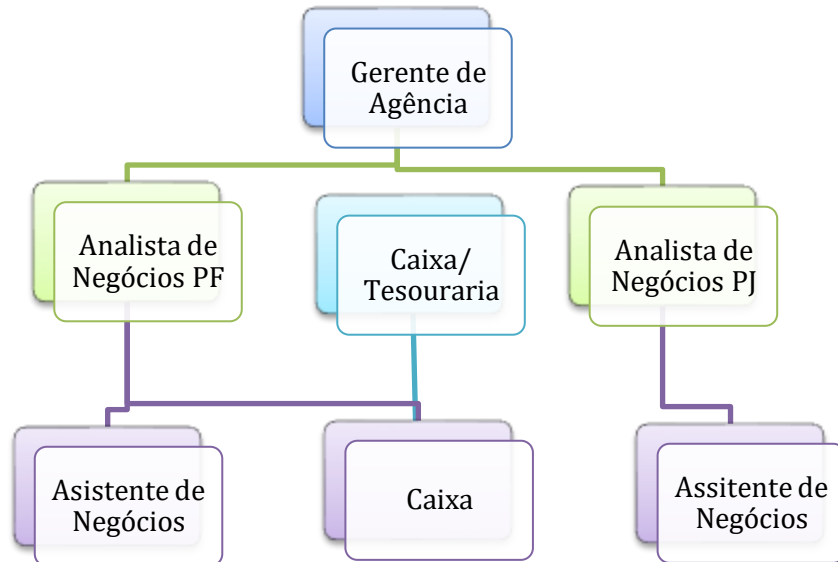 Gerente de
Agência
Analista de
Negócios PF
Caixa/
Tesouraria
Analista de
Negócios PJ
Asistente de
Negócios
Caixa
Assitente de
Negócios